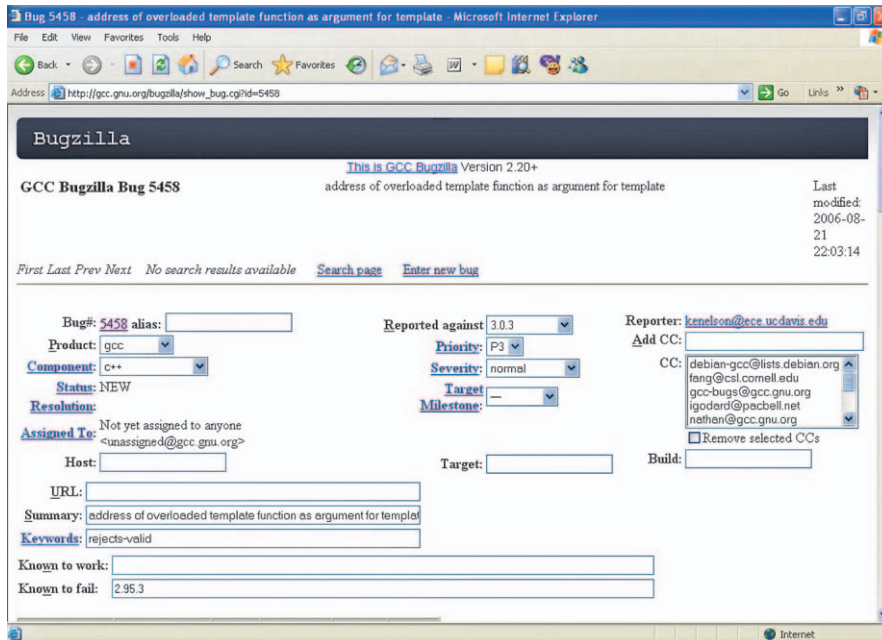 Bug 5458 - address of overloaded template function as argument for template - Microsoft Internet Explorer
File Edit View Favorites Tools Help
Back Search Favorites
Address http://gcc.gnu.org/bugzilla/show_bug.cgi?id=5458 Go Links »
Bugzilla
This is GCC Bugzilla Version 2.20+
GCC Bugzilla Bug 5458
address of overloaded template function as argument for template
Last
modified:
2006-08-
21
22:03:14
First Last Prev Next No search results available Search page Enter new bug
Bug#: 5458 alias:
Product: gcc
Component: c++
Status: NEW
Resolution:
Assigned To: Not yet assigned to anyone
<unassigned@gcc.gnu.org>
Host:
Reported against 3.0.3
Priority: P3
Severity: normal
Target
Milestone: ---
Target:
Reporter: kenelson@ece.ucdavis.edu
Add CC:
CC: debian-gcc@lists.debian.org
fang@csl.cornell.edu
gcc-bugs@gcc.gnu.org
igodard@pacbell.net
nathan@gcc.gnu.org
Remove selected CCs
Build:
URL:
Summary: address of overloaded template function as argument for templat
Keywords: rejects-valid
Known to work:
Known to fail: 2.95.3
Internet